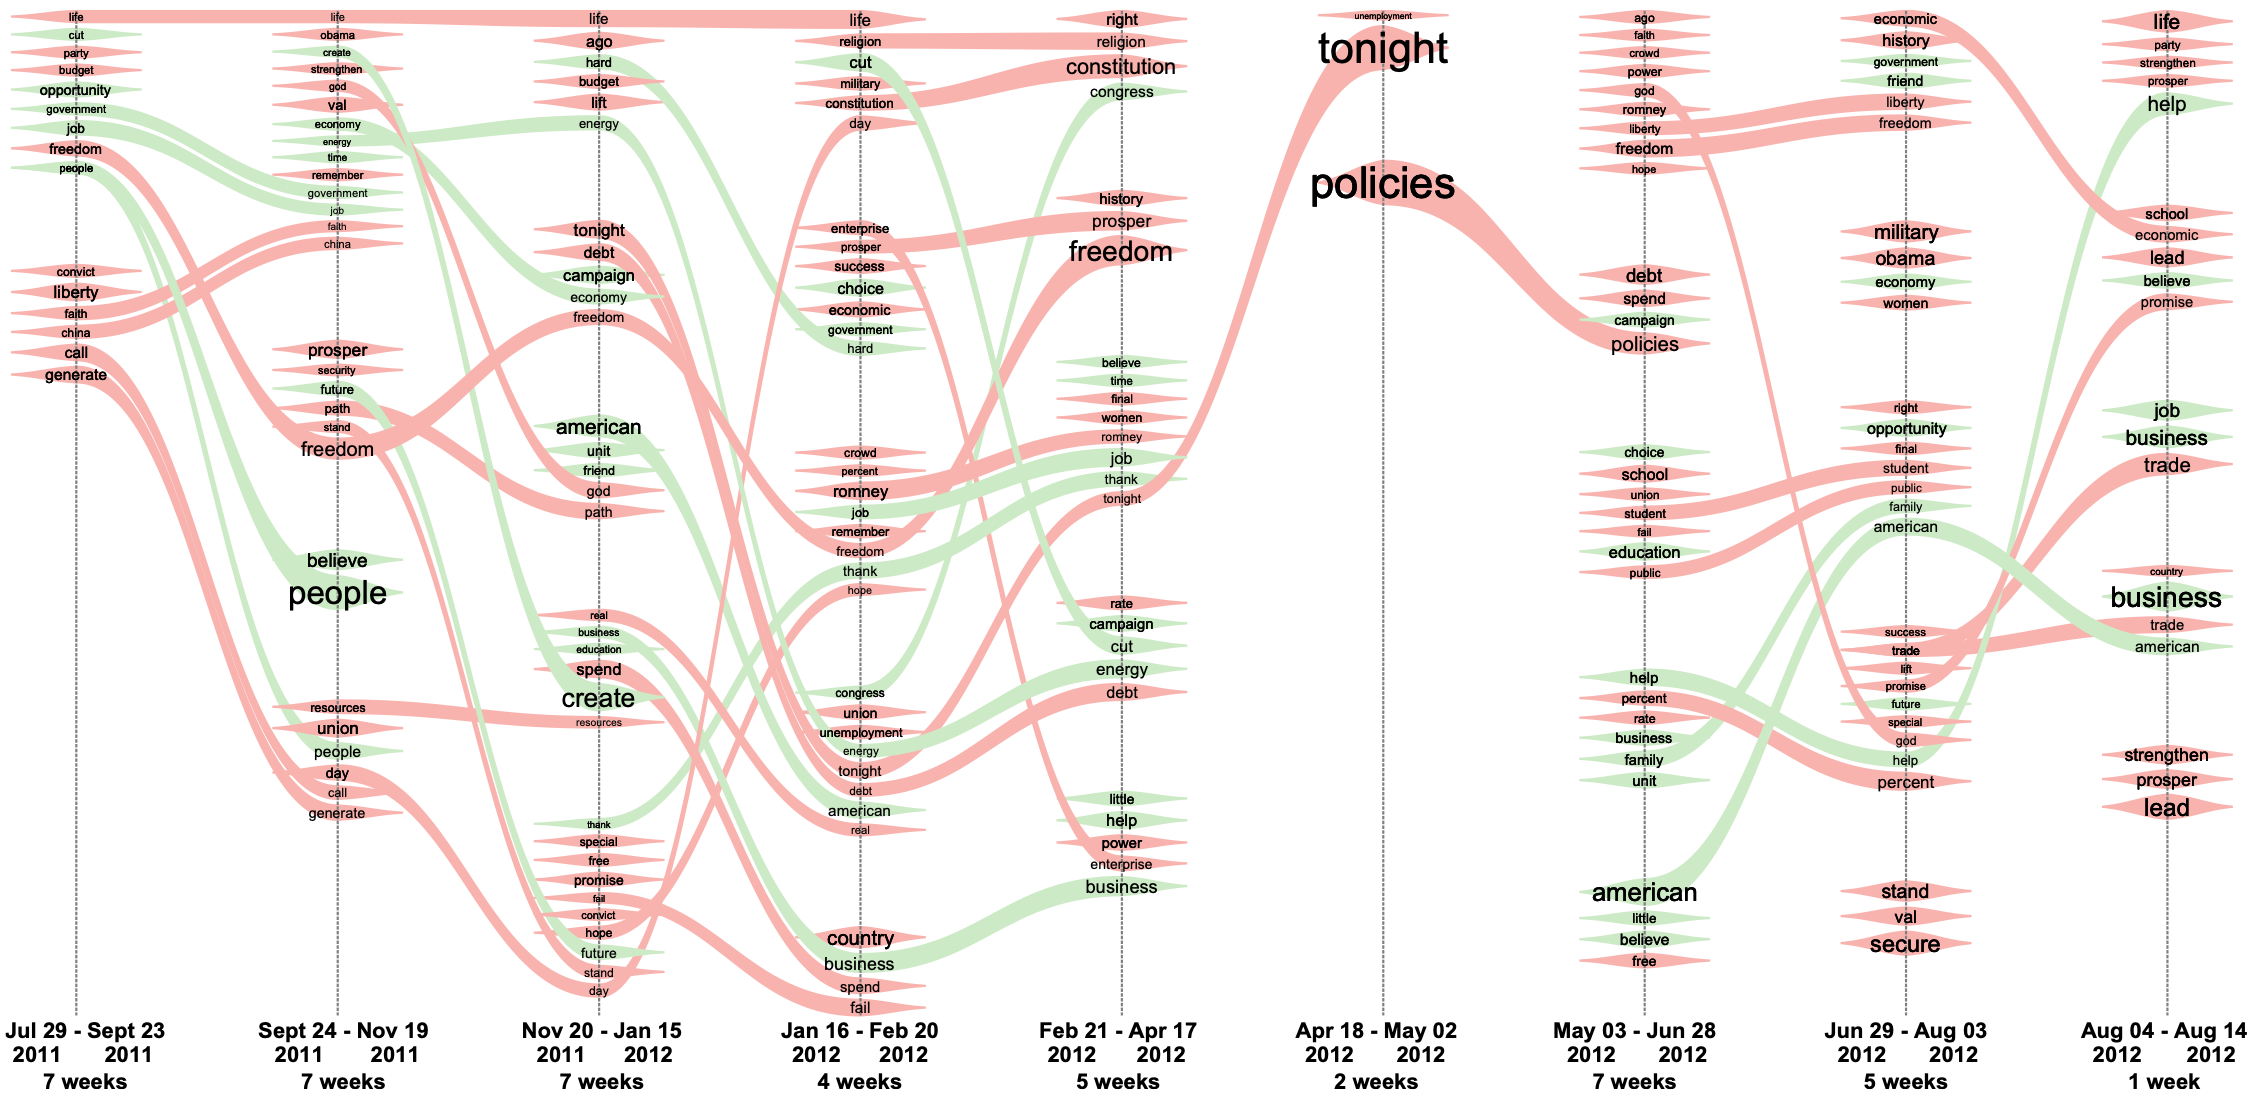 life
cut
party
budget
opportunity
government
job
freedom
people
convict
liberty
faith
china
call
generate
Jul 29 - Sept 23
2011 2011
7 weeks
life
obama
create
strengthen
god
val
economy
energy
time
remember
government
job
faith
china
prosper
security
future
path
stand
freedom
believe
people
resources
union
people
day
call
generate
Sept 24 - Nov 19
2011 2011
7 weeks
life
ago
hard
budget
lift
energy
tonight
debt
campaign
economy
freedom
american
unit
friend
god
path
real
business
education
spend
create
resources
thank
special
free
promise
fail
convict
hope
future
stand
day
Nov 20 - Jan 15
2011 2012
7 weeks
life
religion
cut
military
constitution
day
enterprise
prosper
success
choice
economic
government
hard
crowd
percent
romney
job
remember
freedom
thank
hope
congress
union
unemployment
energy
tonight
debt
american
real
country
business
spend
fail
Jan 16 - Feb 20
2012 2012
4 weeks
right
religion
constitution
congress
history
prosper
freedom
believe
time
final
women
romney
job
thank
tonight
rate
campaign
cut
energy
debt
little
help
power
enterprise
business
Feb 21 - Apr 17
2012 2012
5 weeks
unemployment
tonight
policies
Apr 18 - May 02
2012 2012
2 weeks
ago
faith
crowd
power
god
romney
liberty
freedom
hope
debt
spend
campaign
policies
choice
school
union
student
fail
education
public
help
percent
rate
business
family
unit
american
little
believe
free
May 03 - Jun 28
2012 2012
7 weeks
economic
history
government
friend
liberty
freedom
military
obama
economy
women
right
opportunity
final
student
public
family
american
success
trade
lift
promise
future
special
god
help
percent
stand
val
secure
Jun 29 - Aug 03
2012 2012
5 weeks
life
party
strengthen
prosper
help
school
economic
lead
believe
promise
job
business
trade
country
business
trade
american
strengthen
prosper
lead
Aug 04 - Aug 14
2012 2012
1 week